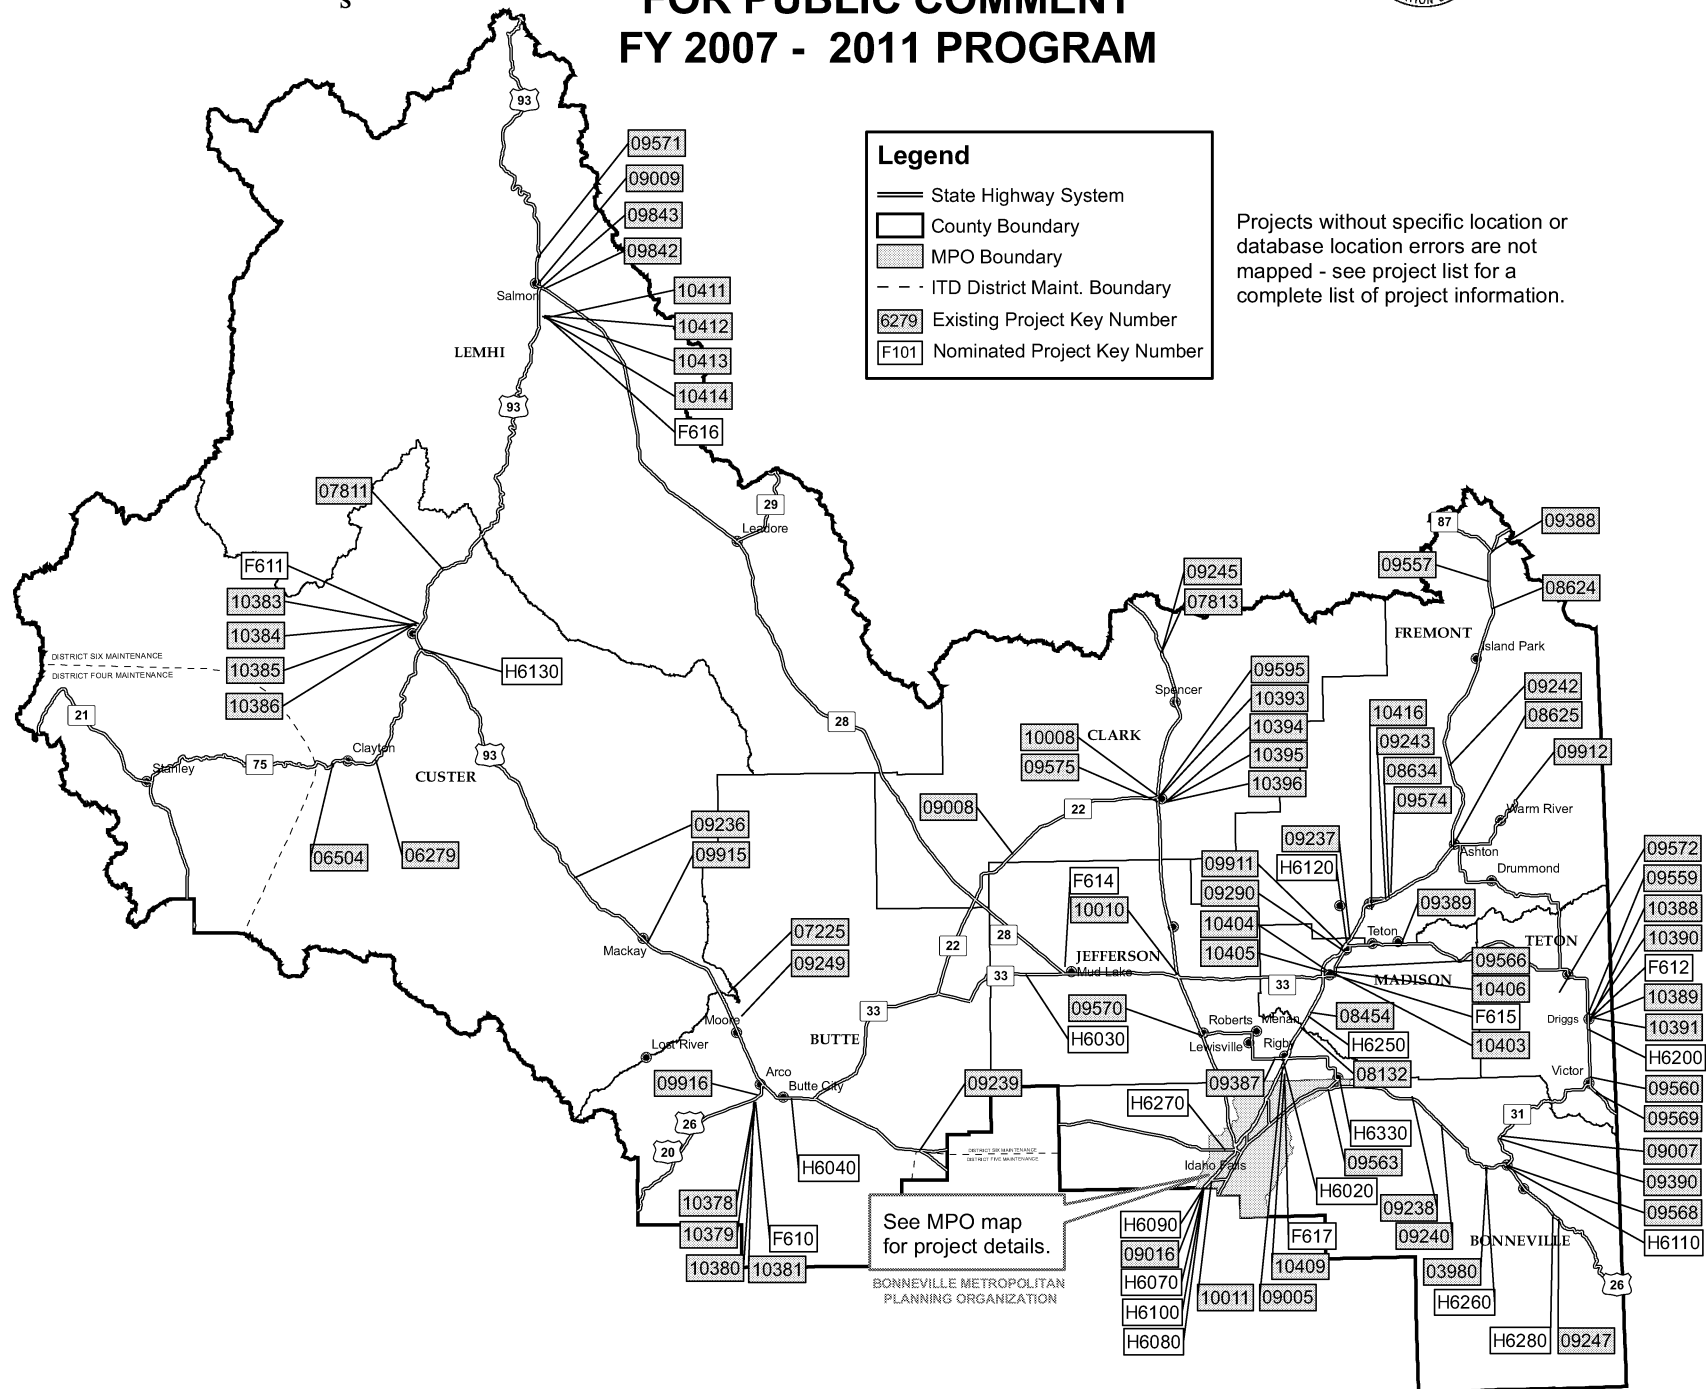 FOR PUBLIC COMMENT
FY 2007 - 2011 PROGRAM
S
Legend
State Highway System
County Boundary
MPO Boundary
ITD District Maint. Boundary
6279 Existing Project Key Number
F101 Nominated Project Key Number
Projects without specific location or
database location errors are not
mapped - see project list for a
complete list of project information.
93
09571
09009
09843
09842
Salmon
10411
10412
10413
10414
F616
LEMHI
93
07811
29
Leadore
F611
10383
10384
10385
10386
H6130
DISTRICT SIX MAINTENANCE
DISTRICT FOUR MAINTENANCE
21
Stanley
75
Clayton
CUSTER
93
28
06504
06279
09236
09915
Mackay
07225
09249
Moore
Lost River
Arco
Butte City
09916
26
20
H6040
10378
10379
10380
10381
F610
BUTTE
33
22
28
33
09239
09008
22
10008
09575
CLARK
Spencer
09245
07813
09595
10393
10394
10395
10396
87
09388
09557
08624
FREMONT
Island Park
09242
08625
09912
10416
09243
08634
09574
Warm River
Ashton
Drummond
09237
H6120
09911
09290
10404
10405
09389
Teton
TETON
F614
10010
JEFFERSON
Mud Lake
33
MADISON
09566
10406
F615
10403
09570
H6030
Roberts
Menan
Lewisville
Rigby
08454
H6250
08132
09387
H6270
Idaho Falls
DISTRICT SIX MAINTENANCE
DISTRICT FIVE MAINTENANCE
See MPO map
for project details.
BONNEVILLE METROPOLITAN
PLANNING ORGANIZATION
H6090
09016
H6070
H6100
H6080
10011
09005
10409
F617
H6020
09563
H6330
09238
09240
03980
H6260
H6280
09247
BONNEVILLE
26
31
09572
09559
10388
10390
F612
10389
10391
H6200
09560
09569
09007
09390
09568
H6110
Driggs
Victor